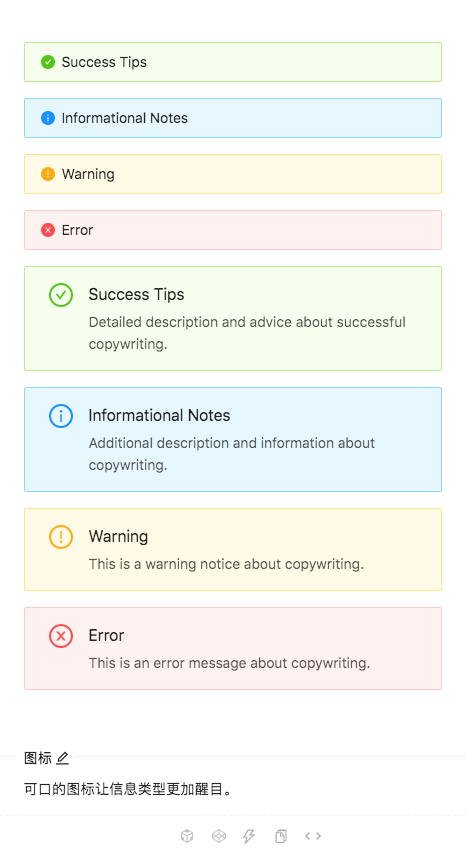 Success Tips
Informational Notes
Warning
Error
Success Tips
Detailed description and advice about successful
copywriting.
Informational Notes
Additional description and information about
copywriting.
Warning
This is a warning notice about copywriting.
Error
This is an error message about copywriting.
图标
可口的图标让信息类型更加醒目。